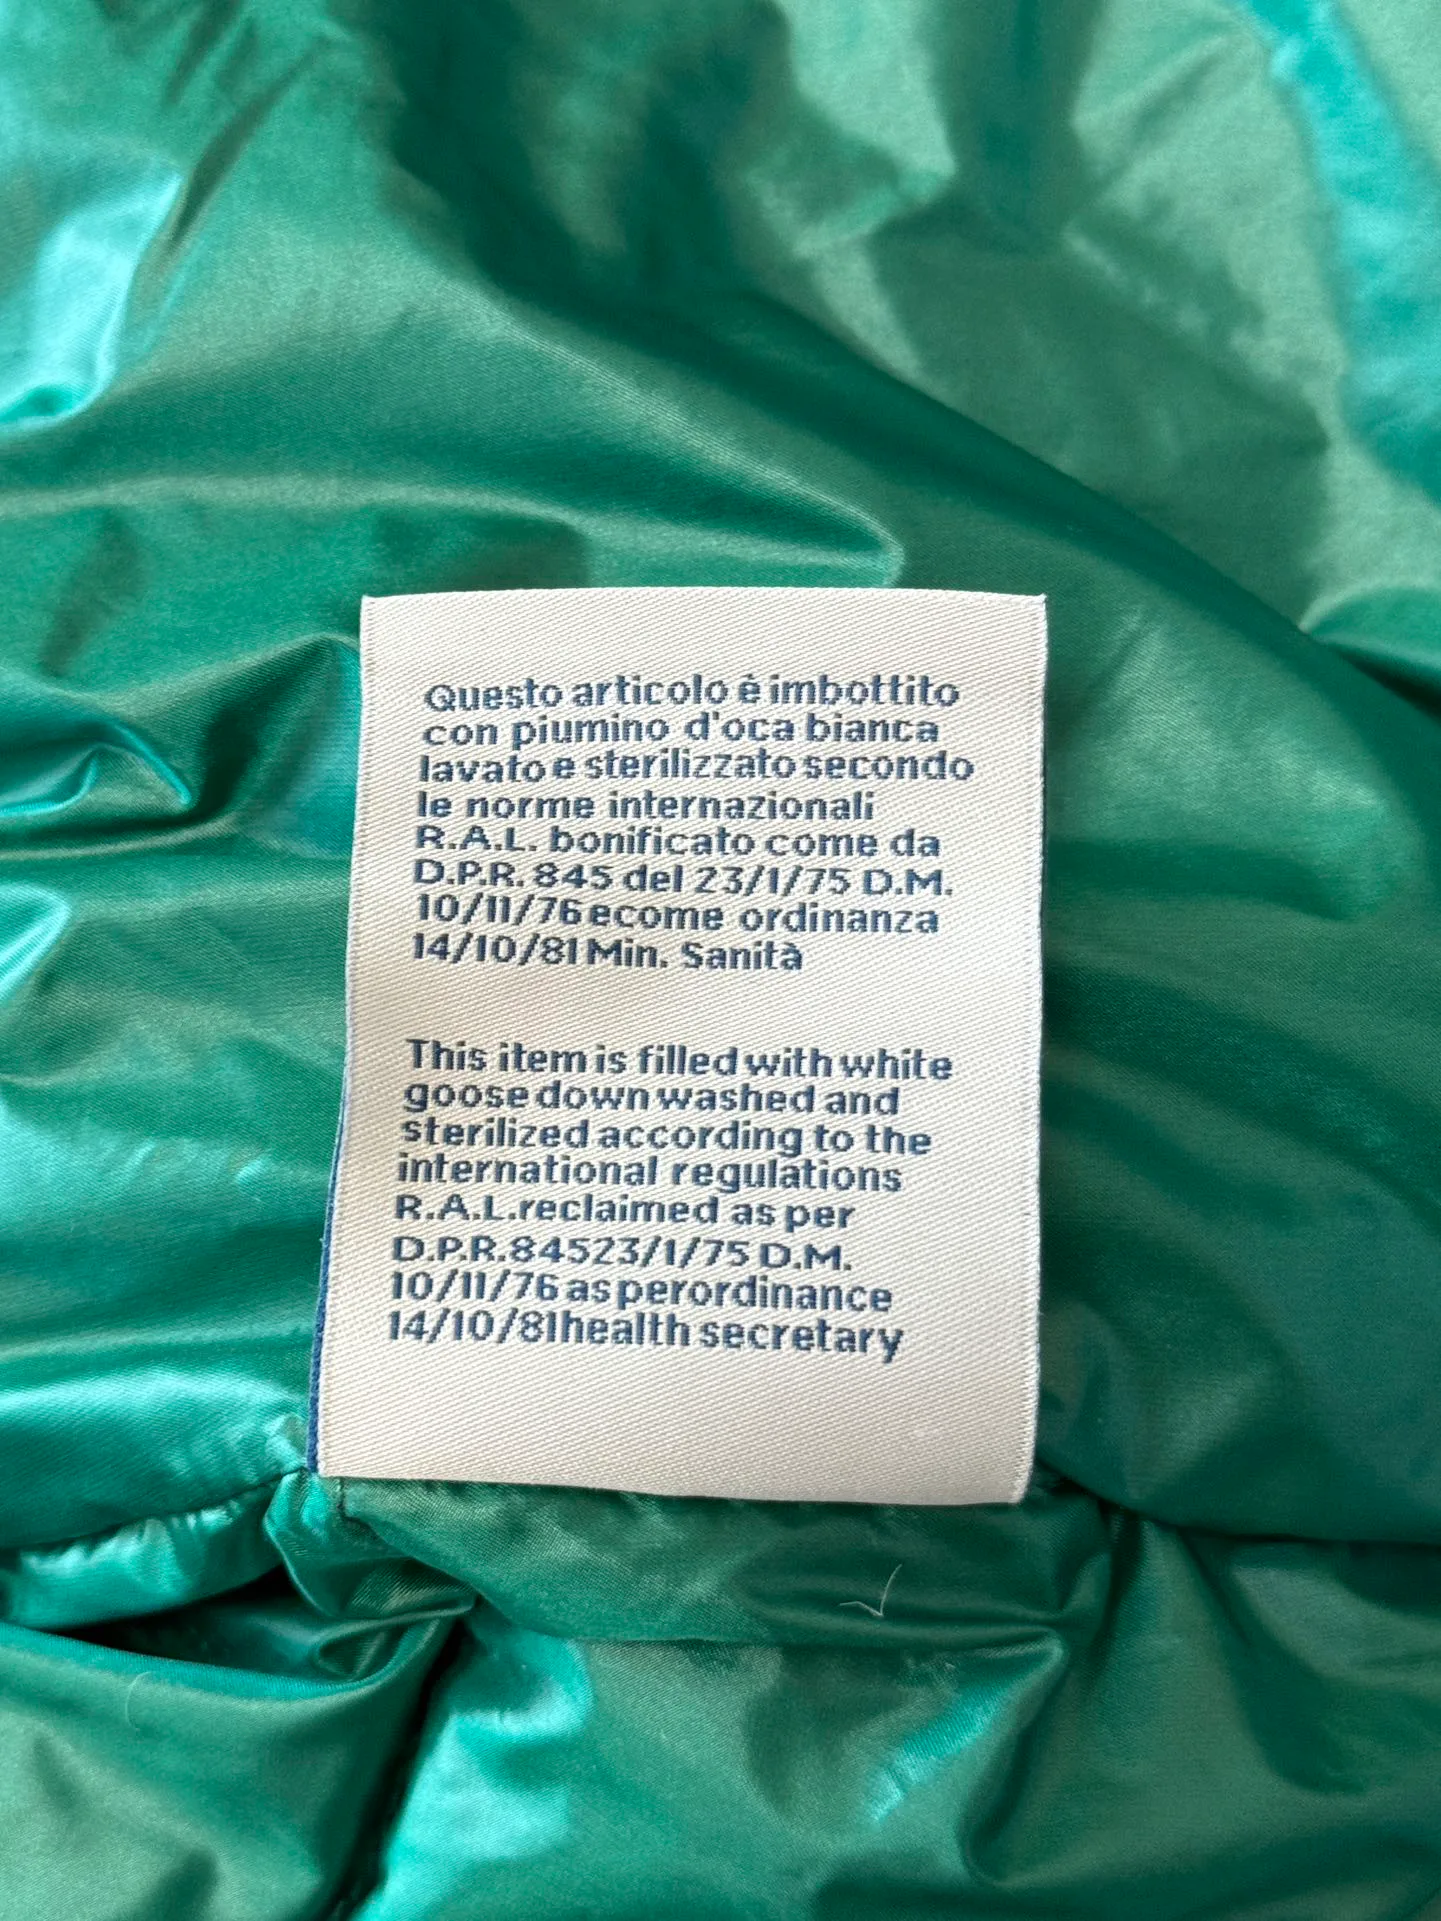 Questo articolo è imbottito
con piumino d'oca bianca
lavato e sterilizzato secondo
le norme internazionali
R.A.L. bonificato come da
D.P.R. 845 del 23/1/75 D.M.
10/11/76 ecome ordinanza
14/10/81 Min. Sanità
This item is filled with white
goose down washed and
sterilized according to the
international regulations
R.A.L.reclaimed as per
D.P.R.84523/1/75 D.M.
10/11/76 as perordinance
14/10/81health secretary